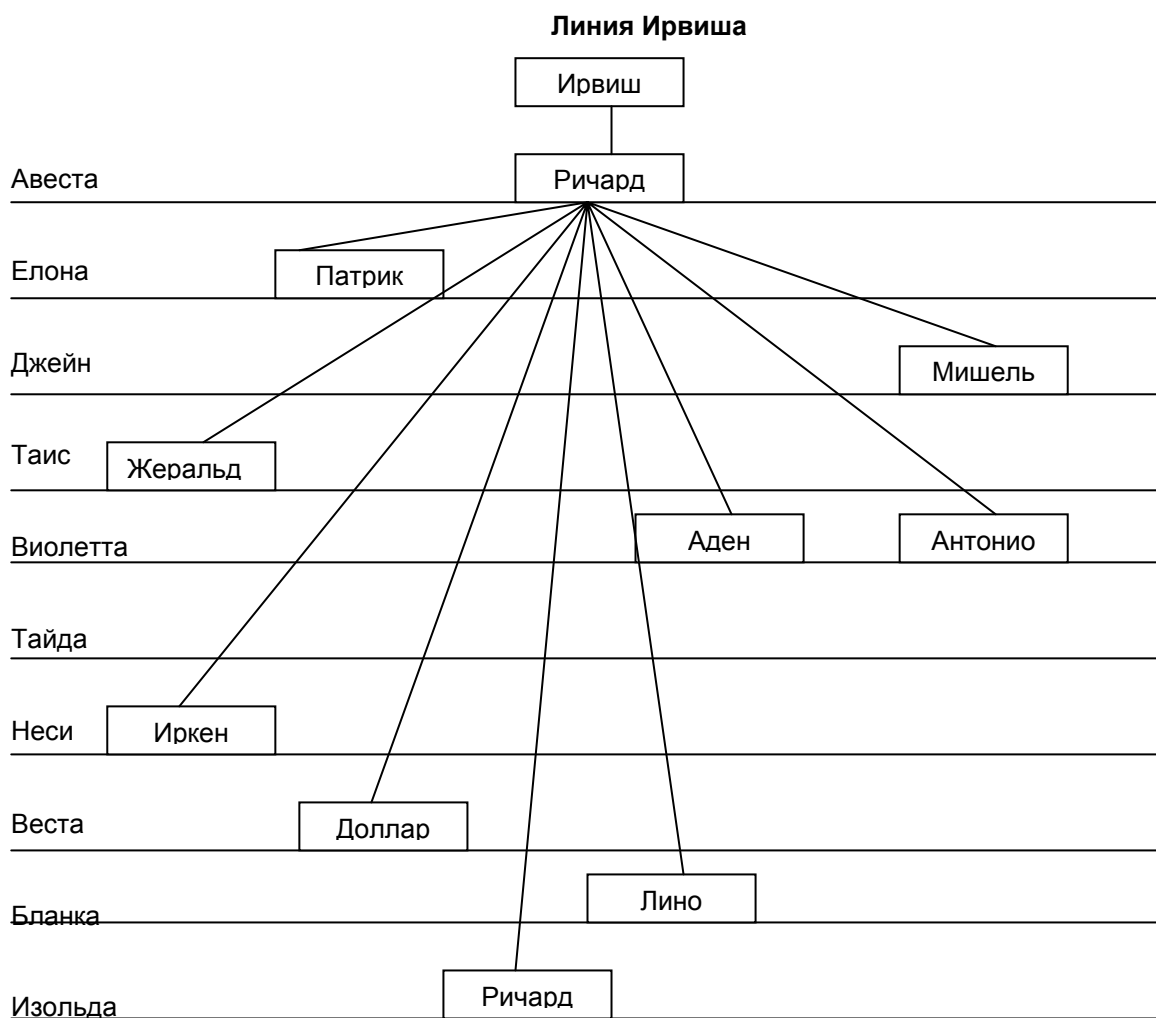 Линия Ирвиша
Ирвиш
Авеста
Ричард
Елона
Патрик
Джейн
Мишель
Таис
Жеральд
Виолетта
Аден
Антонио
Тайда
Неси
Иркен
Веста
Доллар
Бланка
Лино
Изольда
Ричард